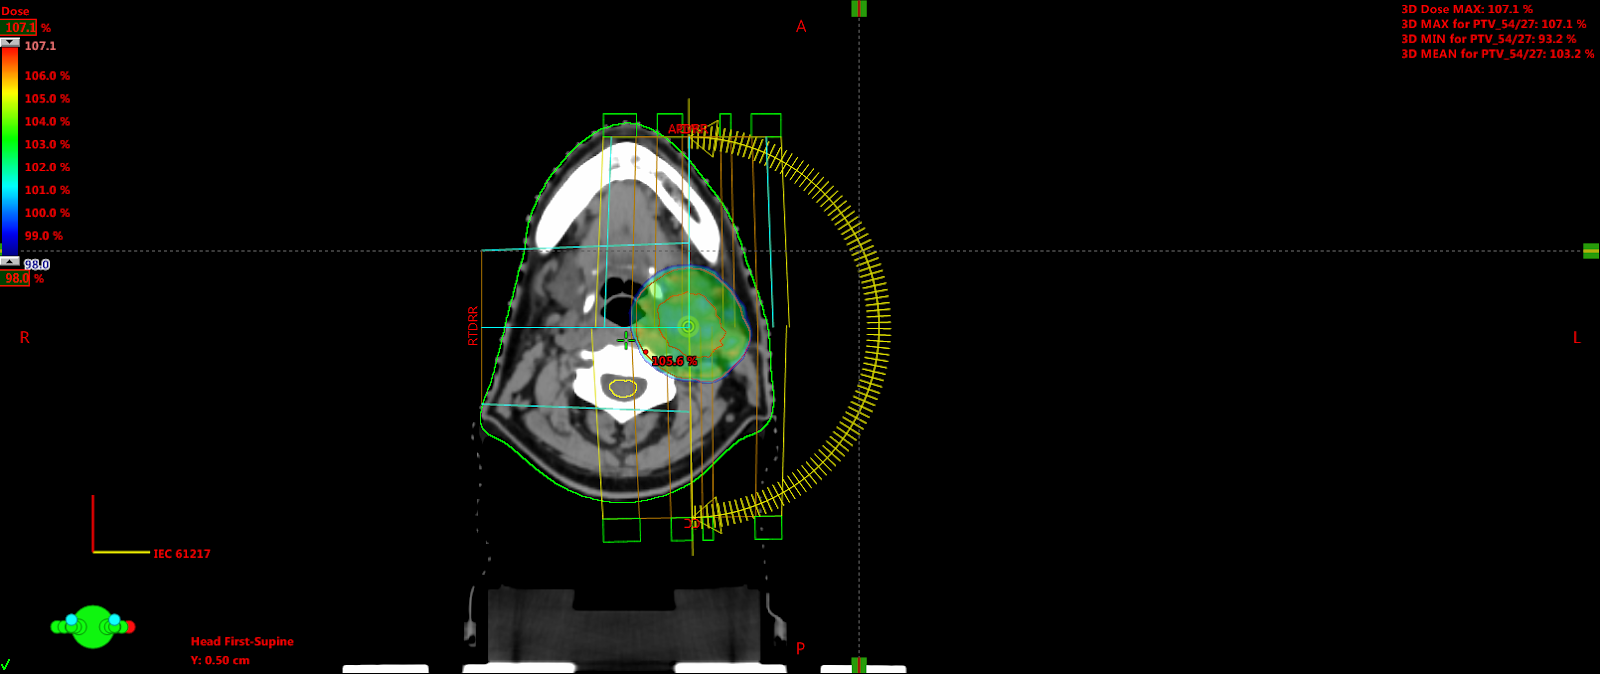 Dose
107.1 %
107.1
106.0 %
105.0 %
104.0 %
103.0 %
102.0 %
101.0 %
100.0 %
99.0 %
98.0
98.0 %
A
3D Dose MAX: 107.1 %
3D MAX for PTV_54/27: 107.1 %
3D MIN for PTV_54/27: 93.2 %
3D MEAN for PTV_54/27: 103.2 %
R
RTDRR
105.6 %
L
IEC 61217
Head First-Supine
Y: 0.50 cm
P